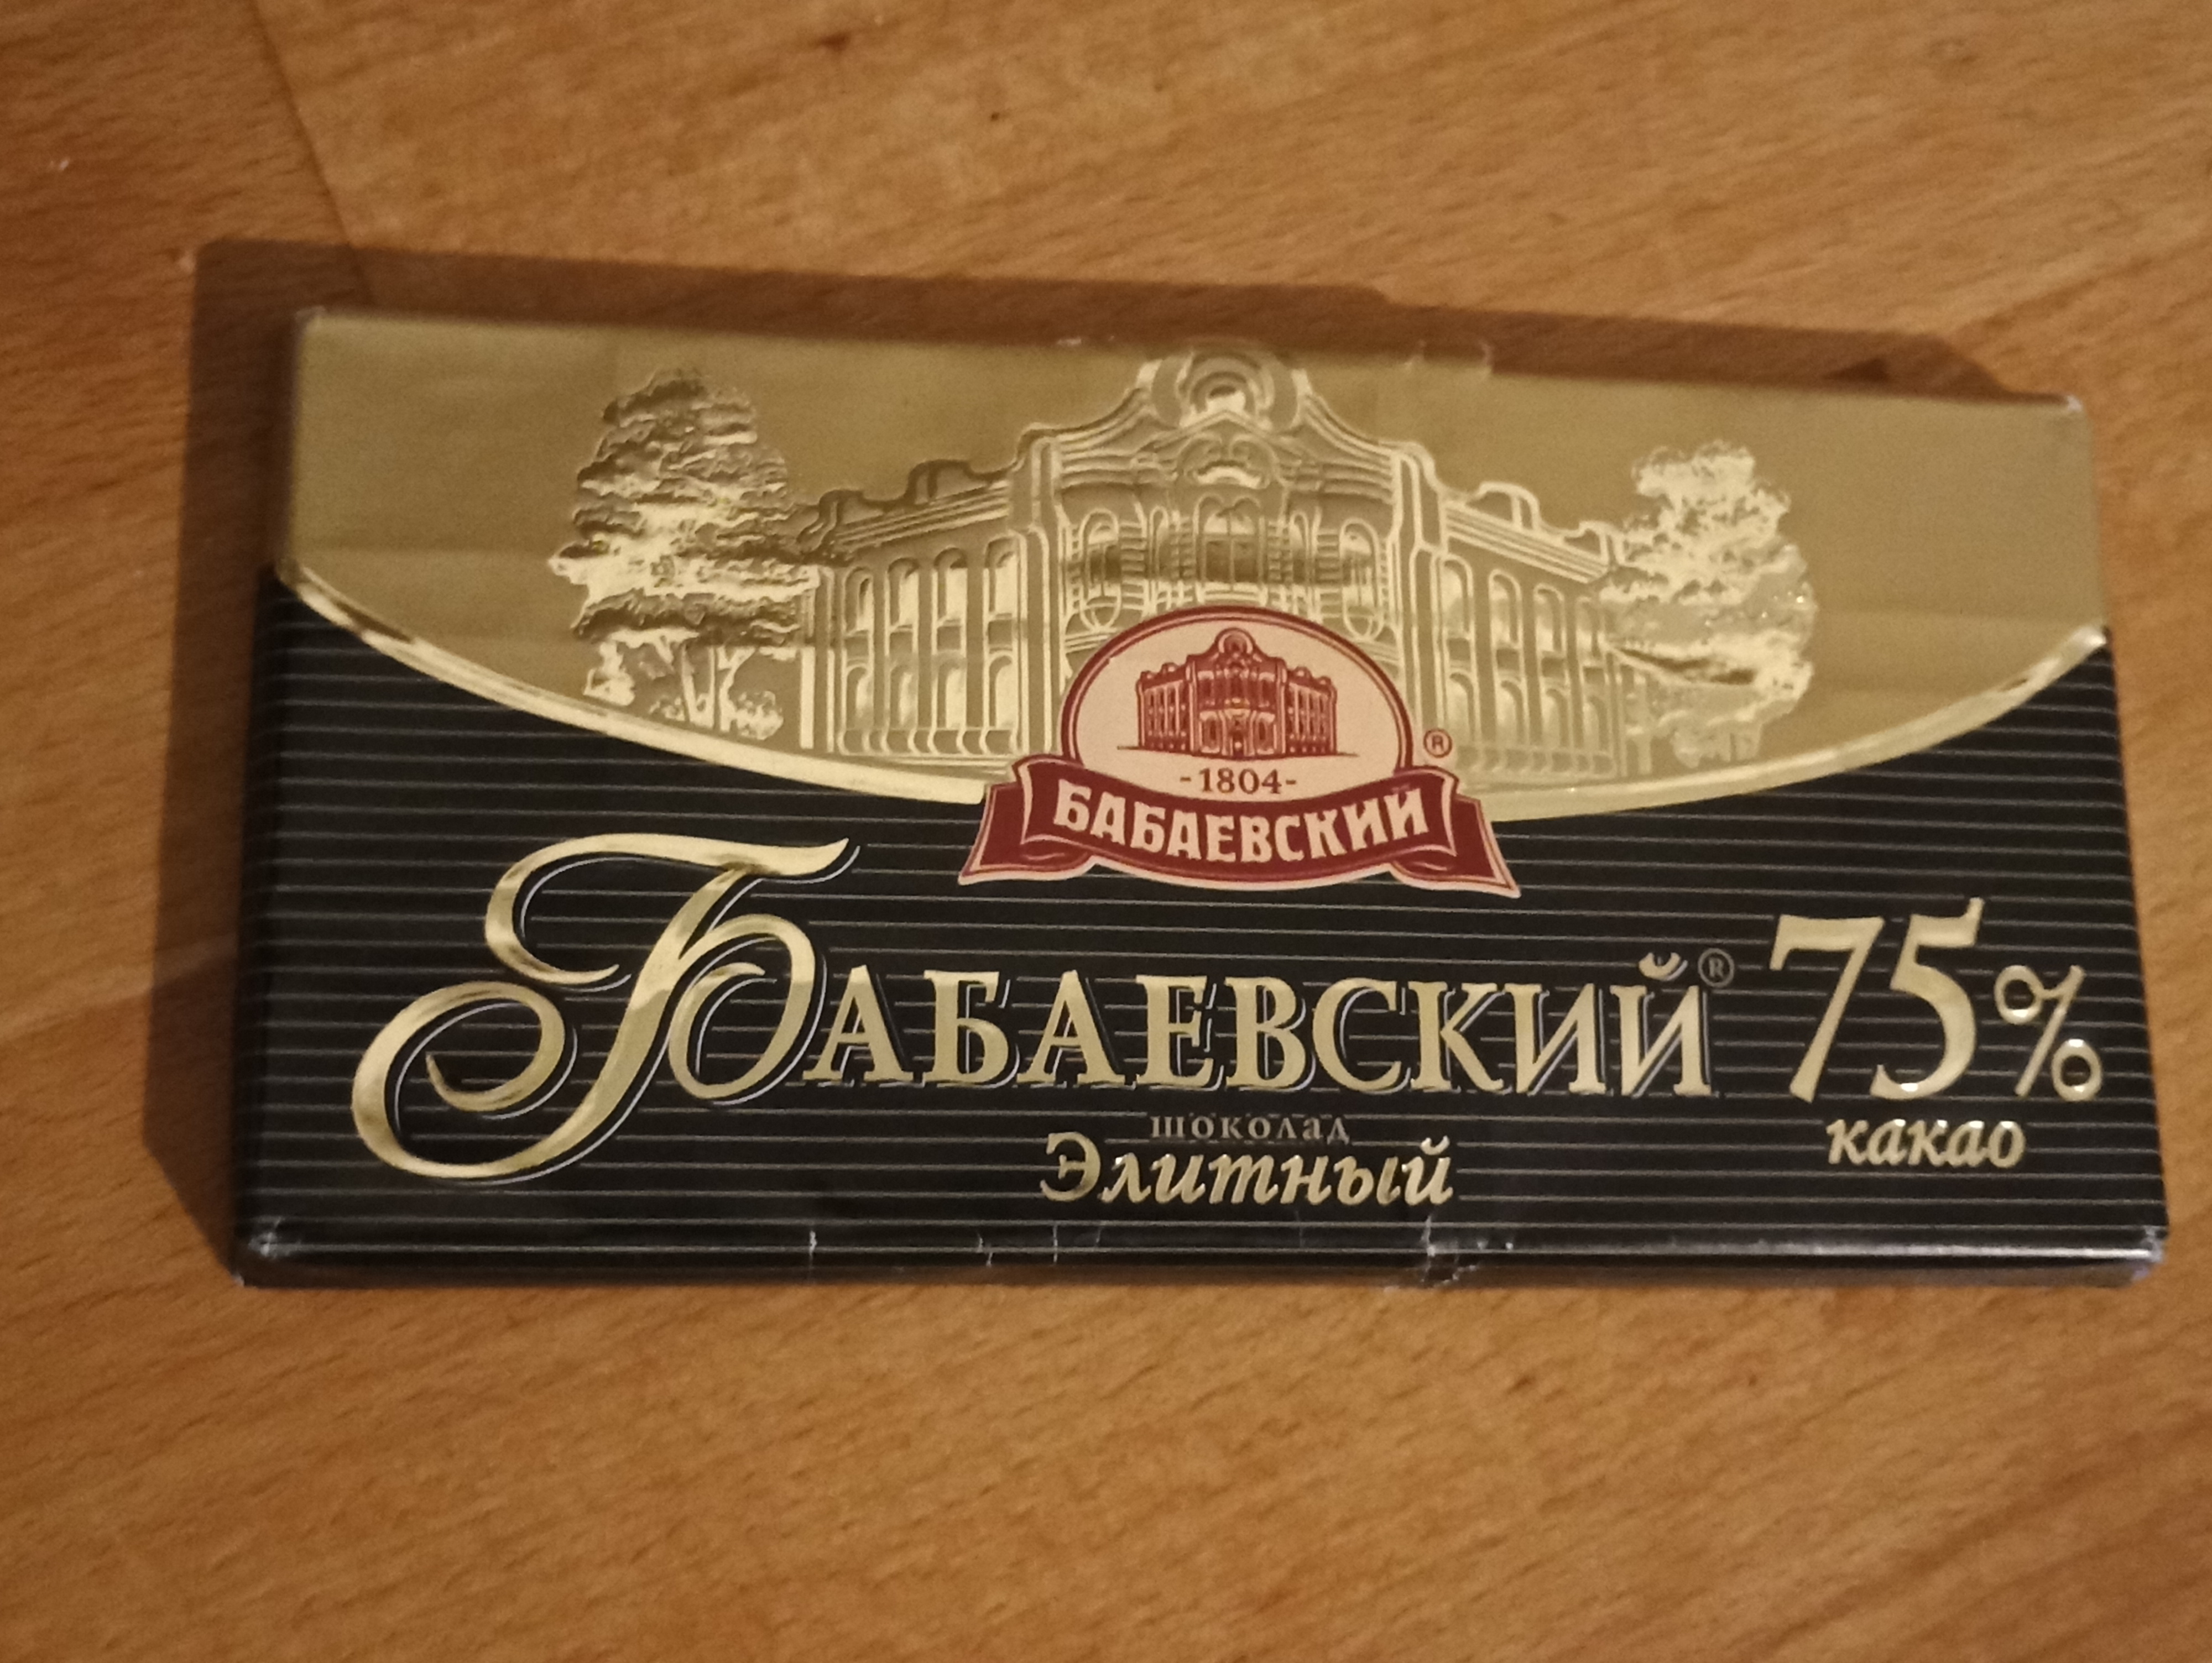 ®
-1804-
БАБАЕВСКИЙ
БАБАЕВСКИЙ® 75%
какао
шоколад
Элитный